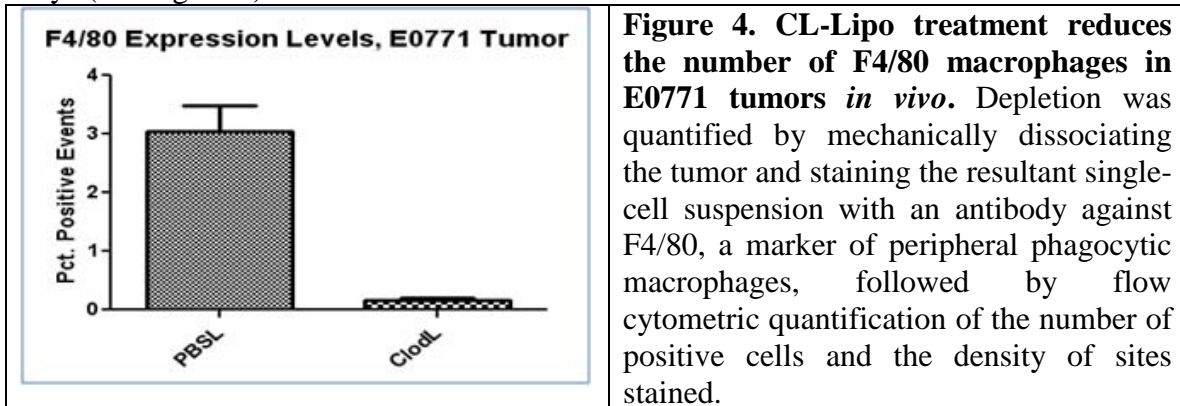 F4/80 Expression Levels, E0771 Tumor
Pct. Positive Events
4
3
2
1
0
PBSL
ClodL
Figure 4. CL-Lipo treatment reduces
the number of F4/80 macrophages in
E0771 tumors in vivo. Depletion was
quantified by mechanically dissociating
the tumor and staining the resultant single-
cell suspension with an antibody against
F4/80, a marker of peripheral phagocytic
macrophages, followed by flow
cytometric quantification of the number of
positive cells and the density of sites
stained.